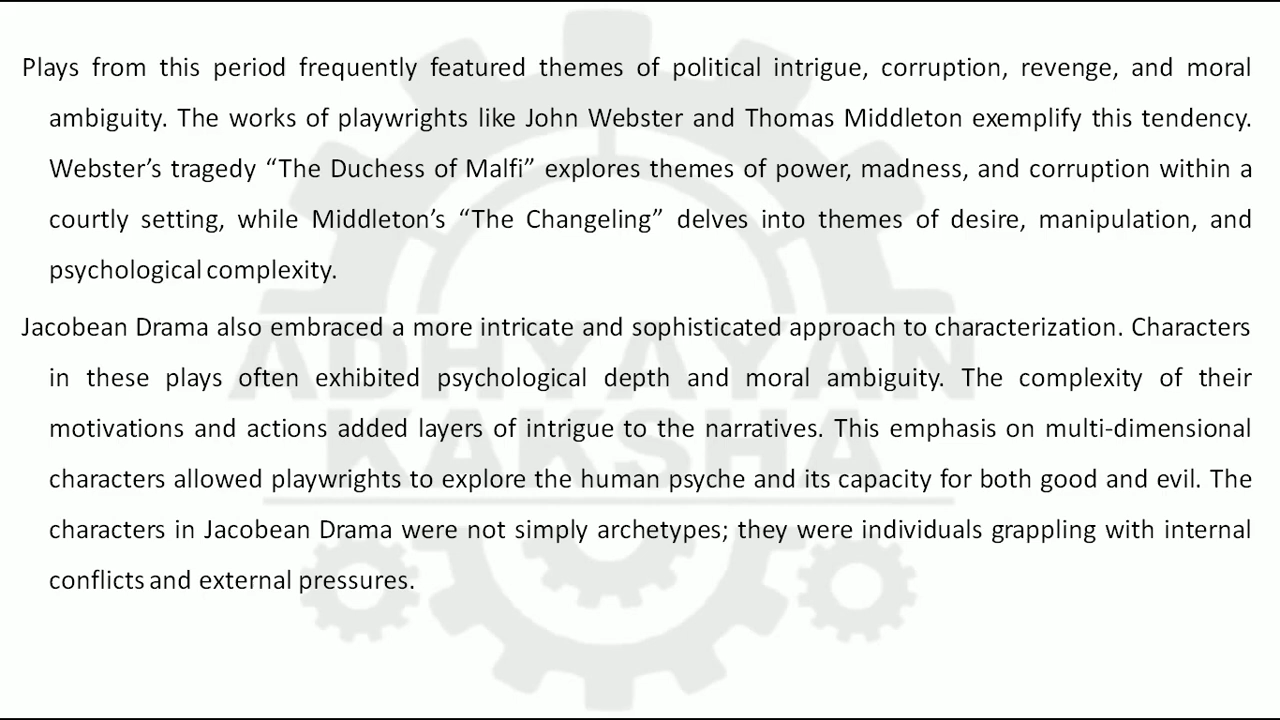 Plays from this period frequently featured themes of political intrigue, corruption, revenge, and moral
ambiguity. The works of playwrights like John Webster and Thomas Middleton exemplify this tendency.
Webster’s tragedy “The Duchess of Malfi” explores themes of power, madness, and corruption within a
courtly setting, while Middleton’s “The Changeling” delves into themes of desire, manipulation, and
psychological complexity.
Jacobean Drama also embraced a more intricate and sophisticated approach to characterization. Characters
in these plays often exhibited psychological depth and moral ambiguity. The complexity of their
motivations and actions added layers of intrigue to the narratives. This emphasis on multi-dimensional
characters allowed playwrights to explore the human psyche and its capacity for both good and evil. The
characters in Jacobean Drama were not simply archetypes; they were individuals grappling with internal
conflicts and external pressures.
ADHYAYAN
KAKSHA